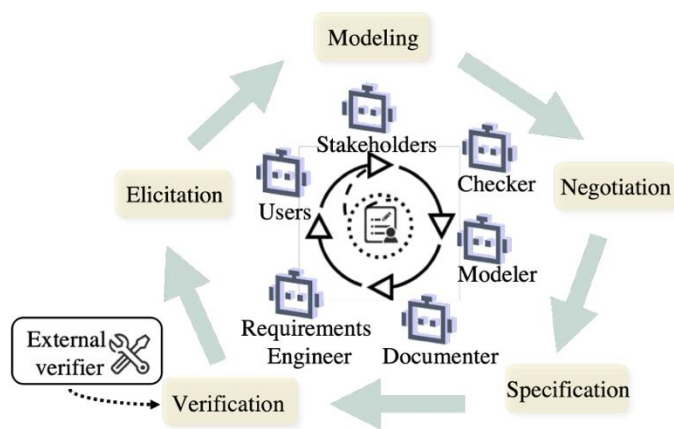 Modeling
Stakeholders
Checker
Elicitation
Users
Negotiation
Modeler
Requirements
Engineer
Documenter
External
verifier
Verification
Specification